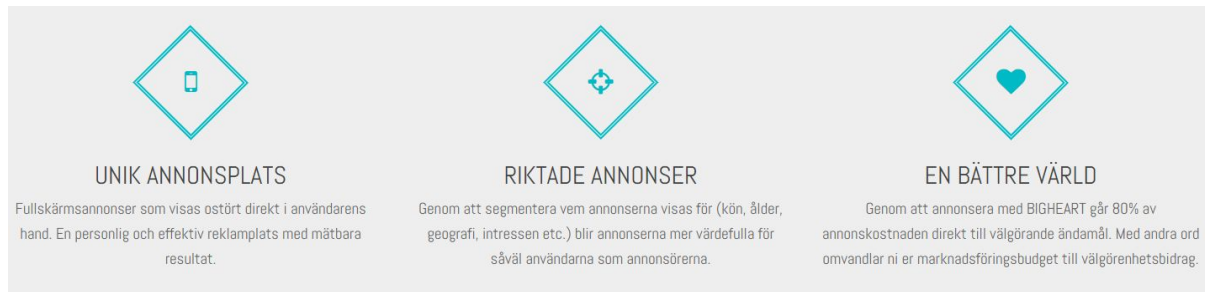 UNIK ANNONSPLATS
Fullskärmsannonser som visas ostört direkt i användarens
hand. En personlig och effektiv reklamplats med mätbara
resultat.
RIKTADE ANNONSER
Genom att segmentera vem annonserna visas för (kön, ålder,
geografi, intressen etc.) blir annonserna mer värdefulla för
såväl användarna som annonsörerna.
EN BÄTTRE VÄRLD
Genom att annonsera med BIGHEART går 80% av
annonskostnaden direkt till välgörande ändamål. Med andra ord
omvandlar ni er marknadsföringsbudget till välgörenhetsbidrag.